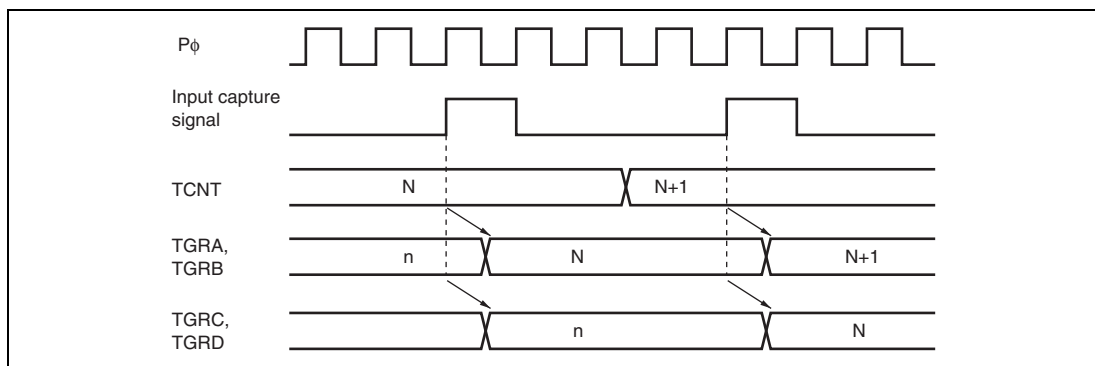 Pϕ
Input capture
signal
TCNT
N
N+1
TGRA,
TGRB
n
N
N+1
TGRC,
TGRD
n
N